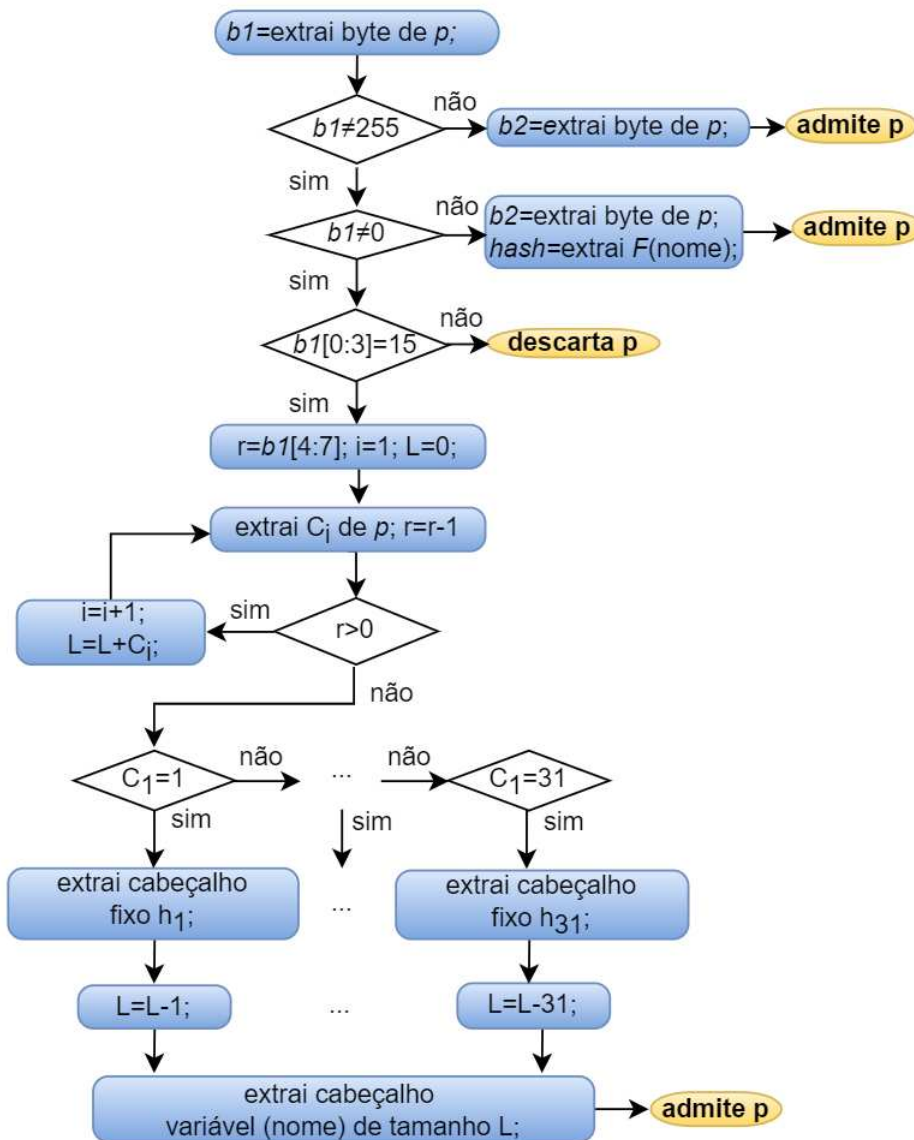 b1=extrai byte de p;
não
b1≠255
b2=extrai byte de p;
admite p
sim
não
b1≠0
b2=extrai byte de p;
hash=extrai F(nome);
admite p
sim
não
b1[0:3]=15
descarta p
sim
r=b1[4:7]; i=1; L=0;
extrai Ci de p; r=r-1
i=i+1;
L=L+Ci;
sim
r>0
não
C1=1
não
...
não
C1=31
sim
sim
sim
extrai cabeçalho
fixo h1;
...
extrai cabeçalho
fixo h31;
L=L-1;
...
L=L-31;
extrai cabeçalho
variável (nome) de tamanho L;
admite p